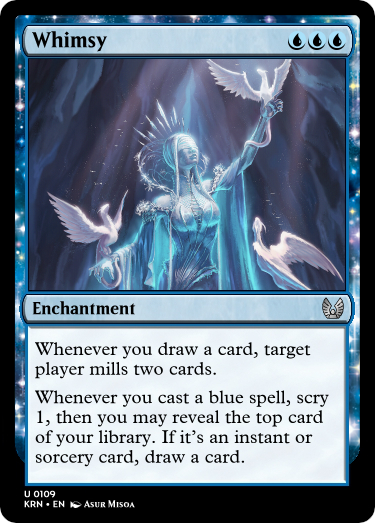 Whimsy
Enchantment
Whenever you draw a card, target
player mills two cards.
Whenever you cast a blue spell, scry
1, then you may reveal the top card
of your library. If it's an instant or
sorcery card, draw a card.
U 0109
KRN • EN Asur Misoa